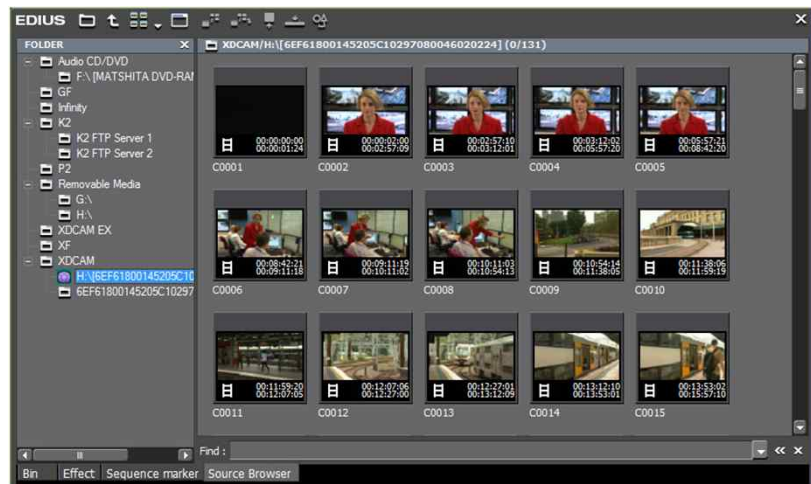 EDIUS
FOLDER
XDCAM/H:\[6EF61800145205C10297080046020224] (0/131)
Audio CD/DVD
F:\ [MATSHITA DVD-RAM
GF
Infinity
K2
K2 FTP Server 1
K2 FTP Server 2
P2
Removable Media
G:\
H:\
XDCAM EX
XF
XDCAM
H:\[6EF61800145205C10
6EF61800145205C10297
00:00:00:00
00:00:01:24
C0001
00:00:02:00
00:02:57:09
C0002
00:02:57:10
00:03:12:01
C0003
00:03:12:02
00:05:57:20
C0004
00:05:57:21
00:08:42:20
C0005
00:08:42:21
00:09:11:18
C0006
00:09:11:19
00:10:11:02
C0007
00:10:11:03
00:10:54:13
C0008
00:10:54:14
00:11:38:05
C0009
00:11:38:06
00:11:59:19
C0010
00:11:59:20
00:12:07:05
C0011
00:12:07:06
00:12:27:00
C0012
00:12:27:01
00:13:12:09
C0013
00:13:12:10
00:13:53:01
C0014
00:13:53:02
00:15:57:10
C0015
Find :
Bin Effect Sequence marker Source Browser